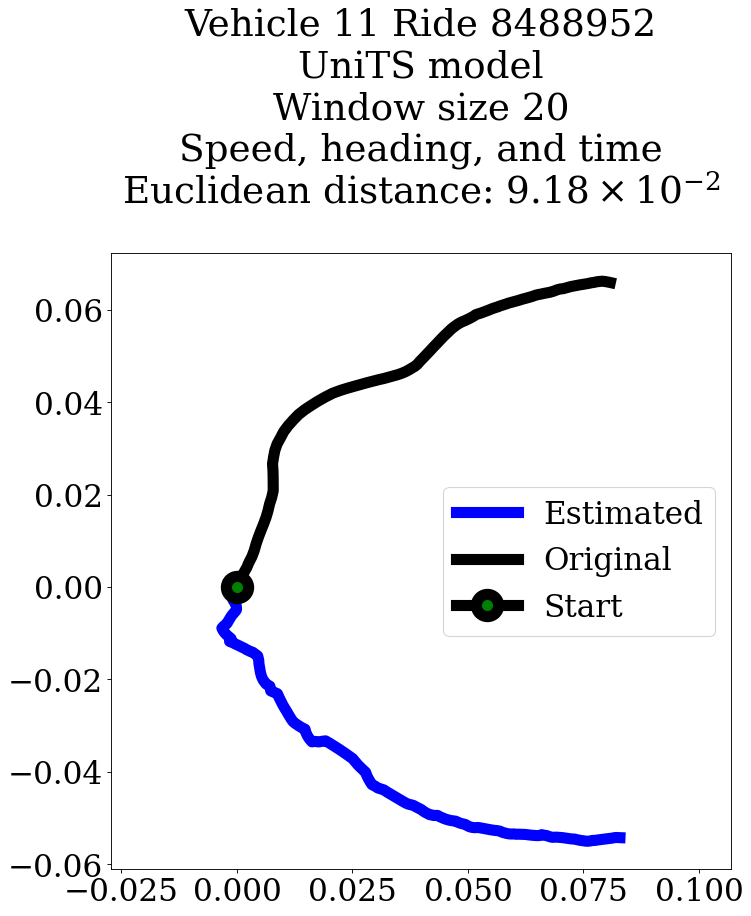 Vehicle 11 Ride 8488952
UniTS model
Window size 20
Speed, heading, and time
Euclidean distance: 9.18 × 10⁻²
0.06
0.04
0.02
0.00
−0.02
−0.04
−0.06
Estimated
Original
Start
−0.025 0.000 0.025 0.050 0.075 0.100